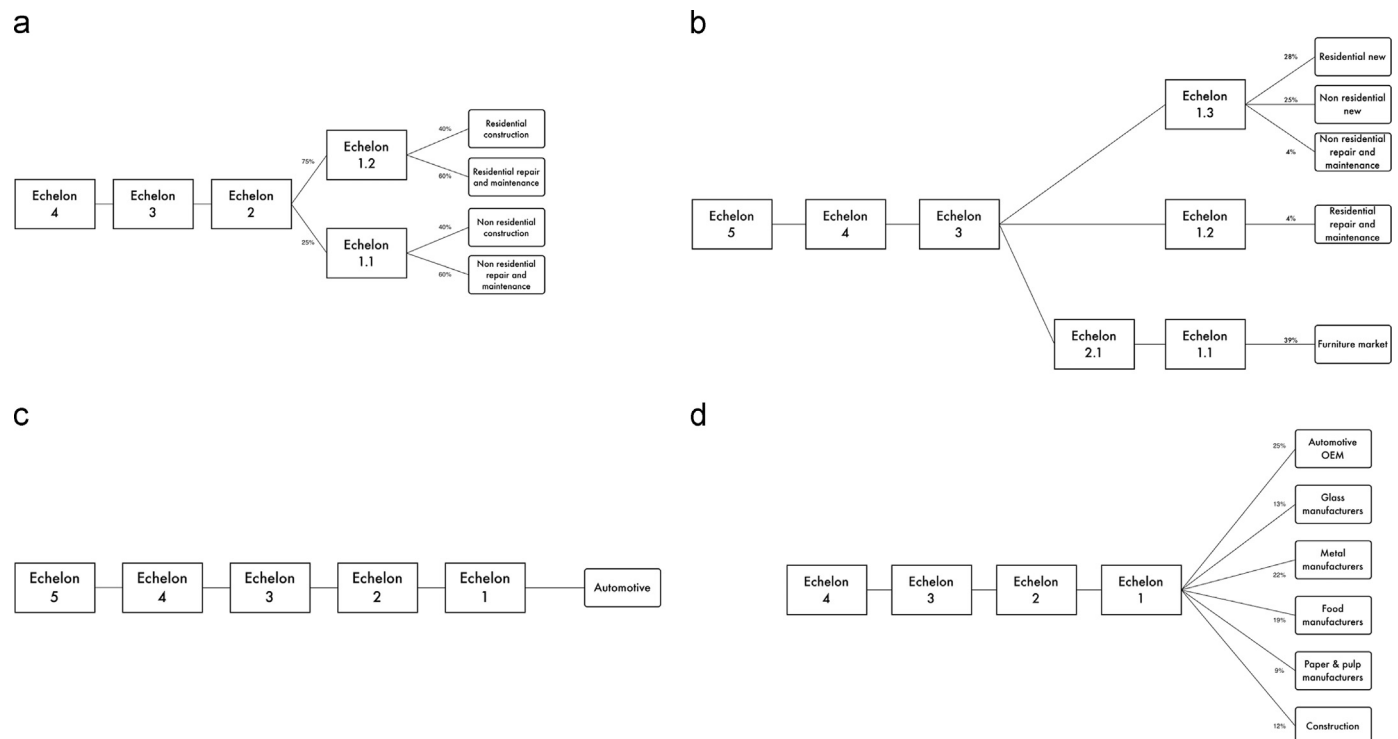 a
Echelon
4
Echelon
3
Echelon
2
75%
25%
Echelon
1.2
Echelon
1.1
40%
Residential
construction
60%
Residential repair
and maintenance
40%
Non residential
construction
60%
Non residential
repair and
maintenance
b
Echelon
5
Echelon
4
Echelon
3
Echelon
1.3
28%
Residential new
25%
Non residential
new
4%
Non residential
repair and
maintenance
Echelon
1.2
4%
Residential
repair and
maintenance
Echelon
2.1
Echelon
1.1
39%
Furniture market
c
Echelon
5
Echelon
4
Echelon
3
Echelon
2
Echelon
1
Automotive
d
Echelon
4
Echelon
3
Echelon
2
Echelon
1
25%
Automotive
OEM
13%
Glass
manufacturers
22%
Metal
manufacturers
19%
Food
manufacturers
9%
Paper & pulp
manufacturers
12%
Construction